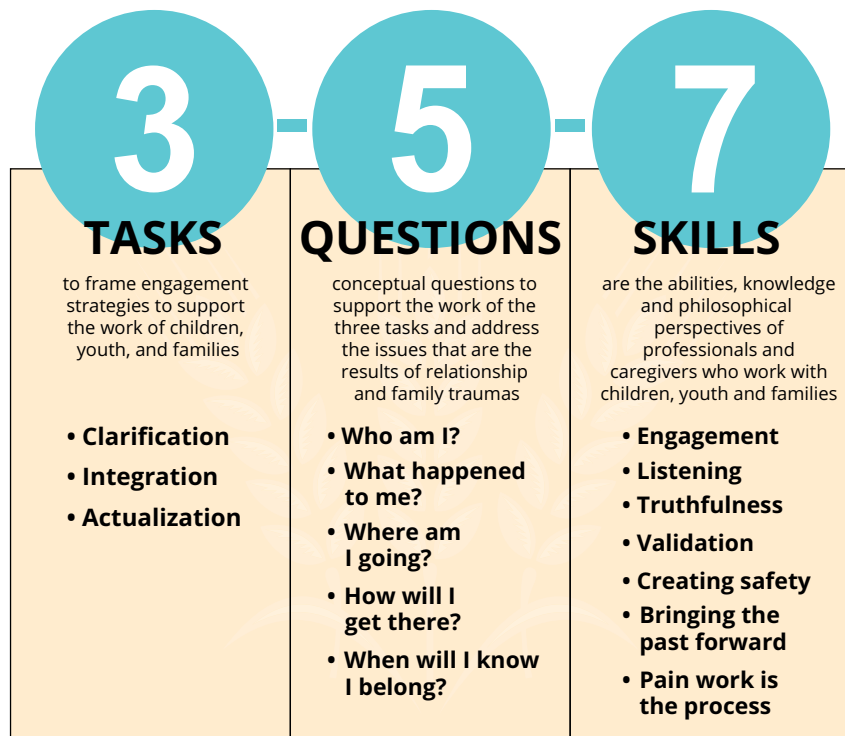 3 - 5 - 7
TASKS
to frame engagement
strategies to support
the work of children,
youth, and families
• Clarification
• Integration
• Actualization
QUESTIONS
conceptual questions to
support the work of the
three tasks and address
the issues that are the
results of relationship
and family traumas
• Who am I?
• What happened
to me?
• Where am
I going?
• How will I
get there?
• When will I know
I belong?
SKILLS
are the abilities, knowledge
and philosophical
perspectives of
professionals and
caregivers who work with
children, youth and families
• Engagement
• Listening
• Truthfulness
• Validation
• Creating safety
• Bringing the
past forward
• Pain work is
the process